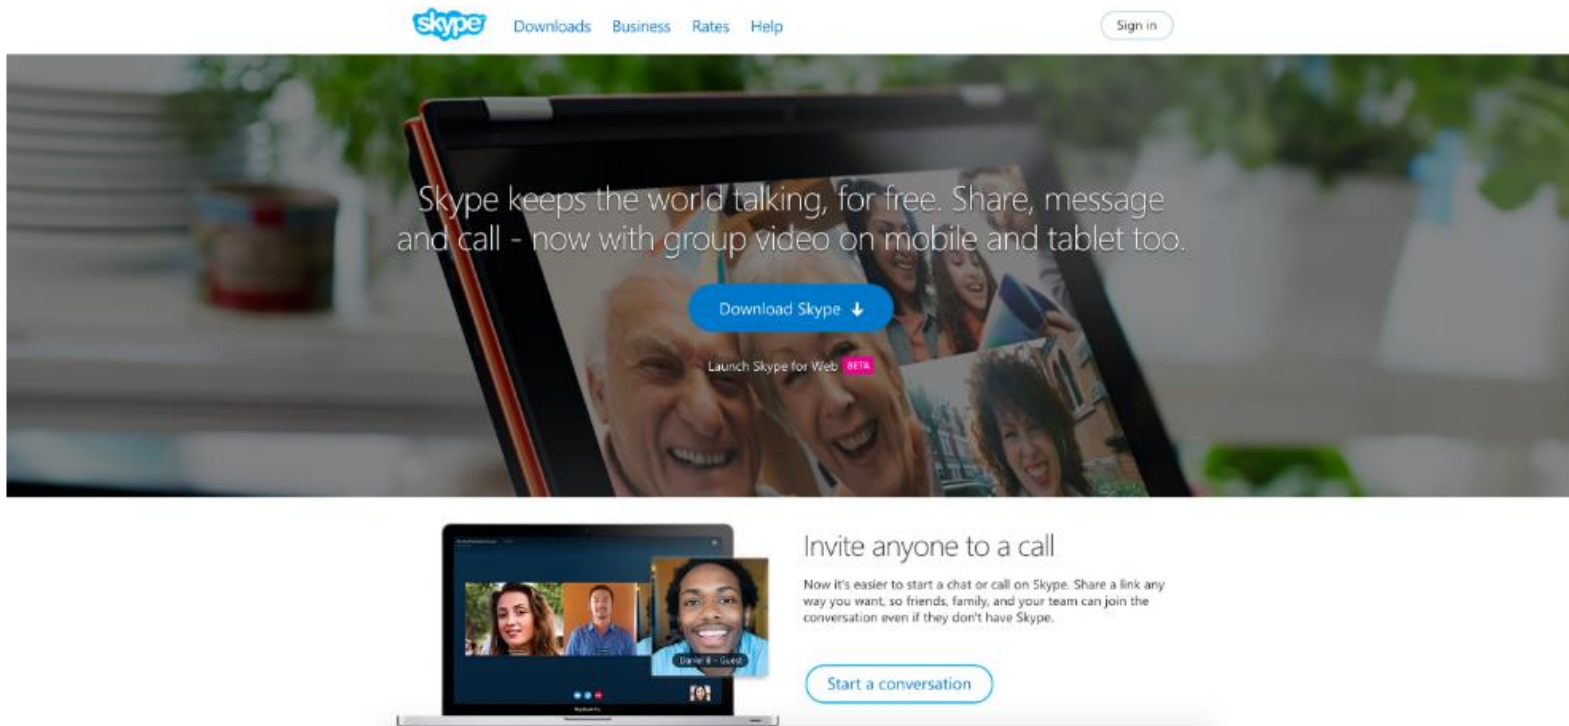 skype
Downloads Business Rates Help
Sign in
Skype keeps the world talking, for free. Share, message
and call - now with group video on mobile and tablet too.
Download Skype
Launch Skype for Web BETA
Invite anyone to a call
Now it's easier to start a chat or call on Skype. Share a link any
way you want, so friends, family, and your team can join the
conversation even if they don't have Skype.
Daniel B - Guest
MacBook Pro
Start a conversation